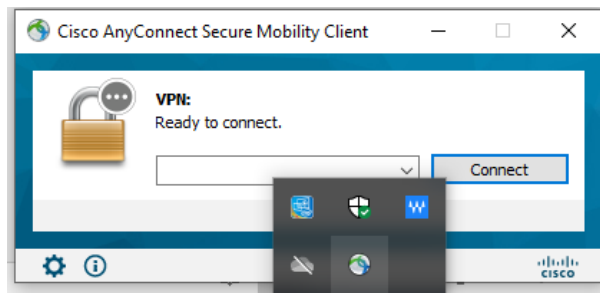 Cisco AnyConnect Secure Mobility Client
VPN:
Ready to connect.
Connect
CISCO